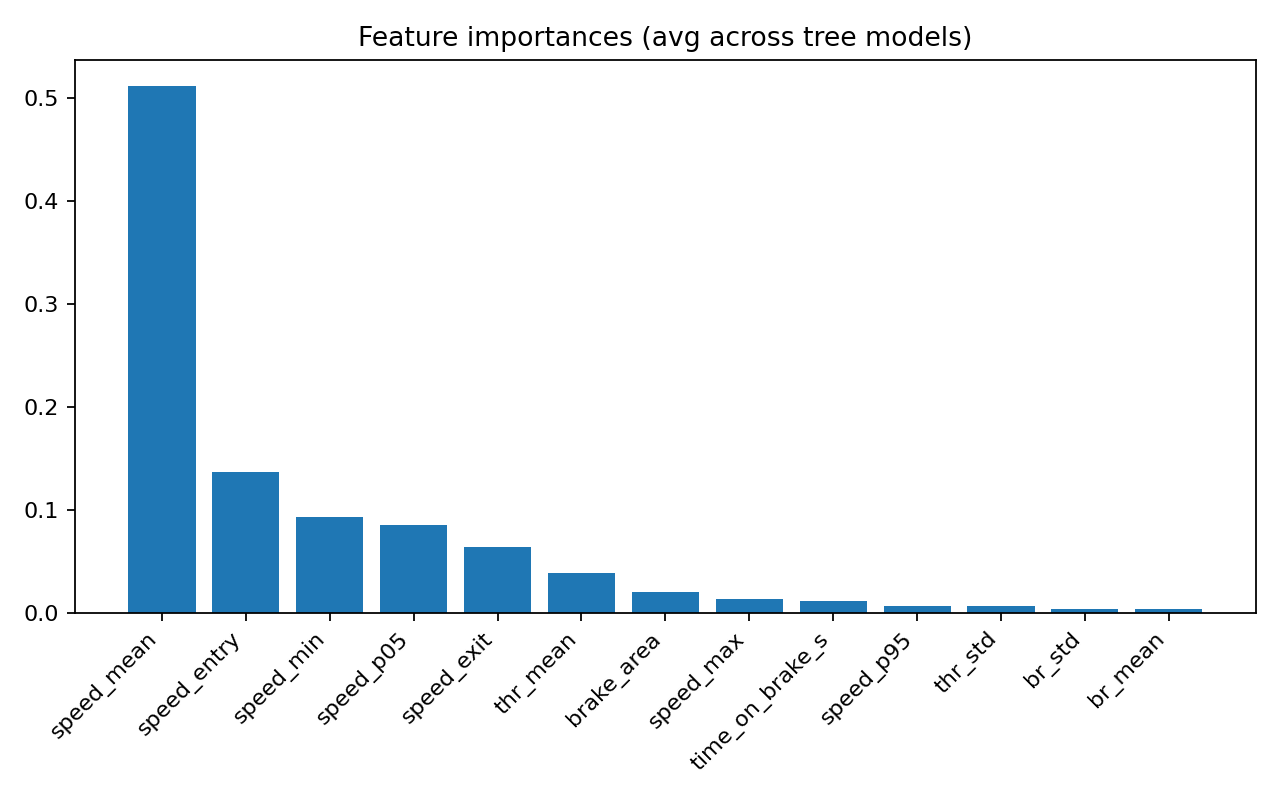 Feature importances (avg across tree models)
0.5
0.4
0.3
0.2
0.1
0.0
speed_mean
speed_entry
speed_min
speed_p05
speed_exit
thr_mean
brake_area
speed_max
time_on_brake_s
speed_p95
thr_std
br_std
br_mean